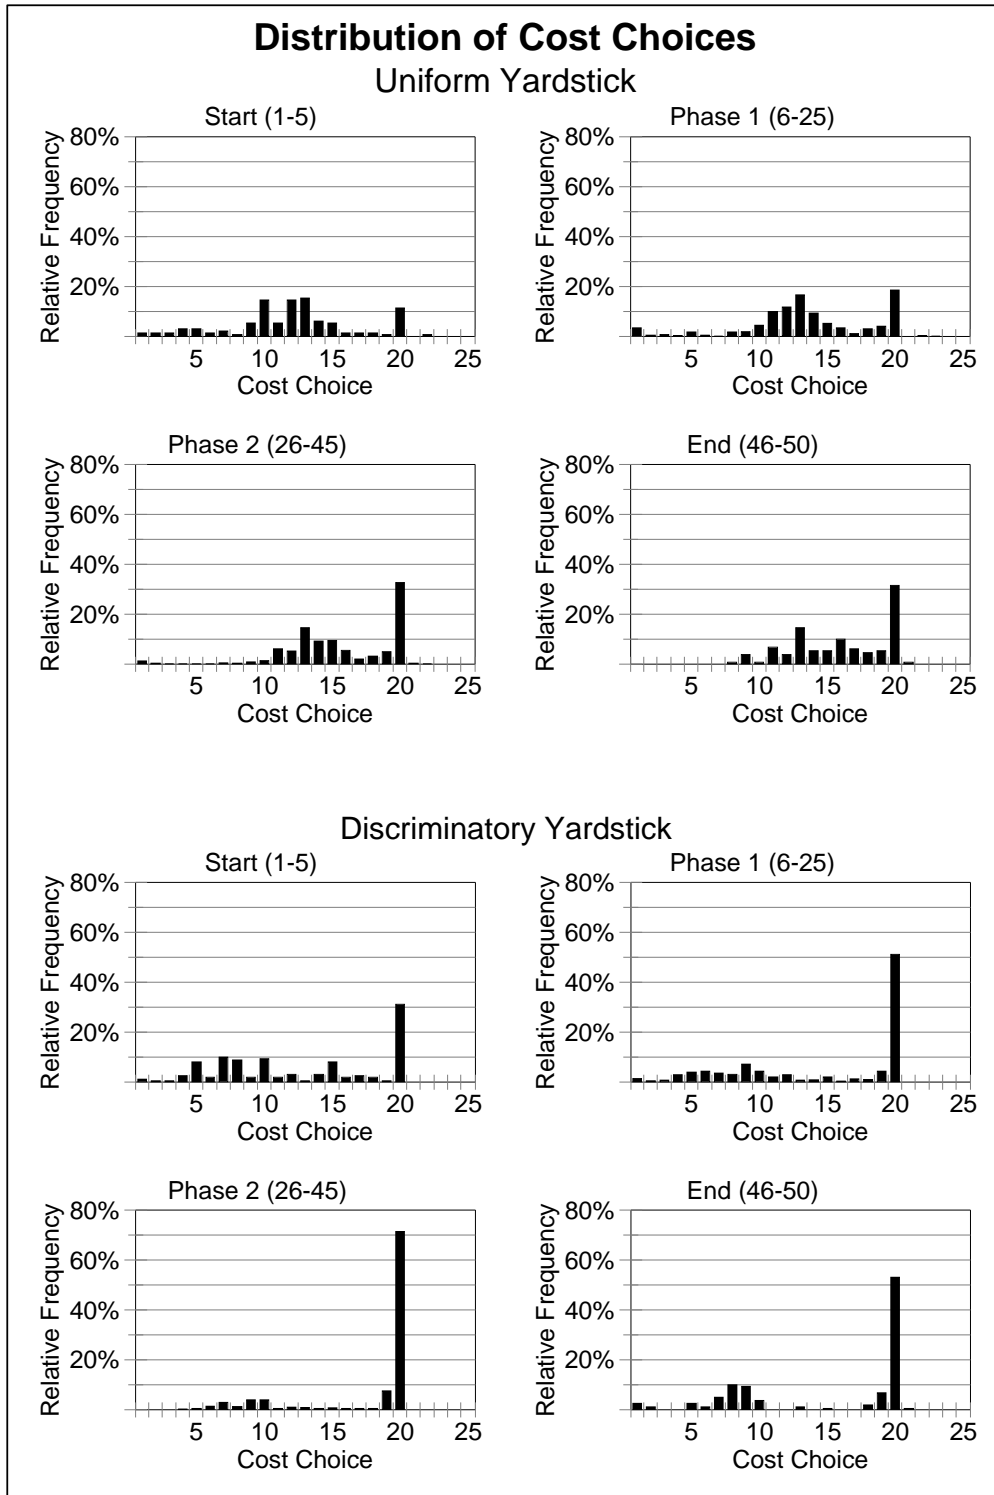 Distribution of Cost Choices
Uniform Yardstick
Start (1-5)
80%
60%
40%
20%
Relative Frequency
5 10 15 20 25
Cost Choice
Phase 1 (6-25)
80%
60%
40%
20%
Relative Frequency
5 10 15 20 25
Cost Choice
Phase 2 (26-45)
80%
60%
40%
20%
Relative Frequency
5 10 15 20 25
Cost Choice
End (46-50)
80%
60%
40%
20%
Relative Frequency
5 10 15 20 25
Cost Choice
Discriminatory Yardstick
Start (1-5)
80%
60%
40%
20%
Relative Frequency
5 10 15 20 25
Cost Choice
Phase 1 (6-25)
80%
60%
40%
20%
Relative Frequency
5 10 15 20 25
Cost Choice
Phase 2 (26-45)
80%
60%
40%
20%
Relative Frequency
5 10 15 20 25
Cost Choice
End (46-50)
80%
60%
40%
20%
Relative Frequency
5 10 15 20 25
Cost Choice